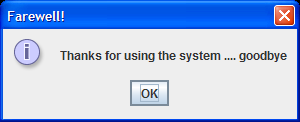 Farewell!
Thanks for using the system .... goodbye
OK